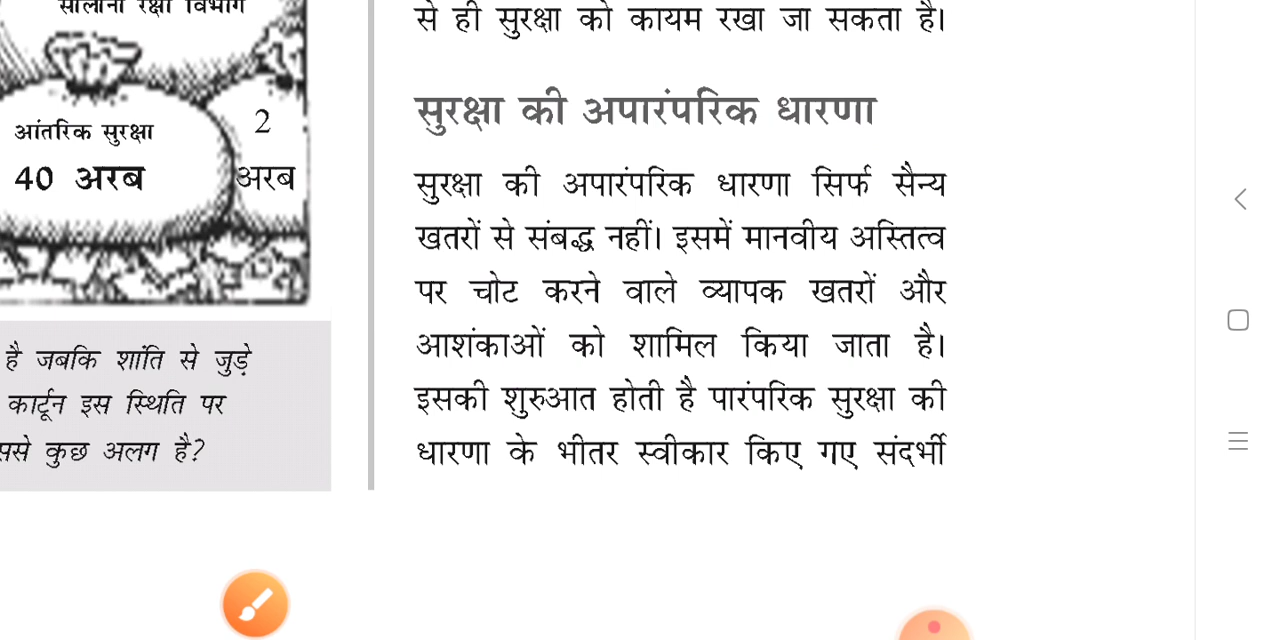 सालाना रक्षा विभाग
आंतरिक सुरक्षा
40 अरब
2
अरब
है जबकि शांति से जुड़े
कार्टून इस स्थिति पर
कुछ अलग है?
से ही सुरक्षा को कायम रखा जा सकता है।
सुरक्षा की अपारंपरिक धारणा
सुरक्षा की अपारंपरिक धारणा सिर्फ सैन्य
खतरों से संबद्ध नहीं। इसमें मानवीय अस्तित्व
पर चोट करने वाले व्यापक खतरों और
आशंकाओं को शामिल किया जाता है।
इसकी शुरुआत होती है पारंपरिक सुरक्षा की
धारणा के भीतर स्वीकार किए गए संदर्भी